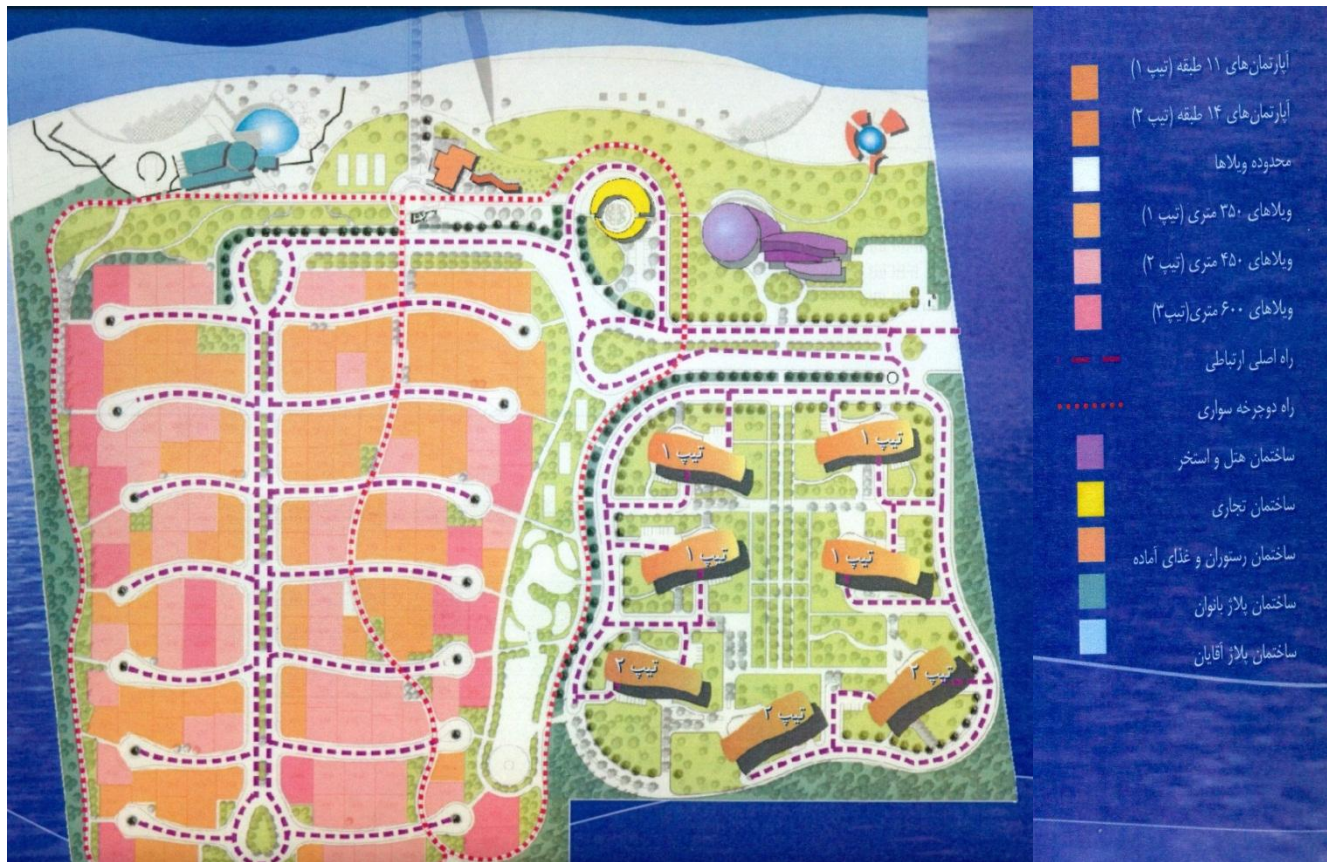 آپارتمان‌های ۱۱ طبقه (تیپ ۱)
آپارتمان‌های ۱۴ طبقه (تیپ ۲)
محدوده ویلاها
ویلاهای ۳۵۰ متری (تیپ ۱)
ویلاهای ۴۵۰ متری (تیپ ۲)
ویلاهای ۶۰۰ متری (تیپ۳)
راه اصلی ارتباطی
راه دوچرخه سواری
ساختمان هتل و استخر
ساختمان تجاری
ساختمان رستوران و غذای آماده
ساختمان پلاژ بانوان
ساختمان پلاژ آقایان
تیپ ۱
تیپ ۱
تیپ ۱
تیپ ۱
تیپ ۲
تیپ ۲
تیپ ۲